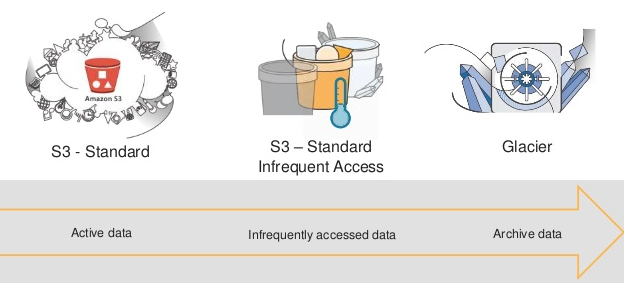 Amazon S3
S3 - Standard
S3 – Standard
Infrequent Access
Glacier
Active data
Infrequently accessed data
Archive data